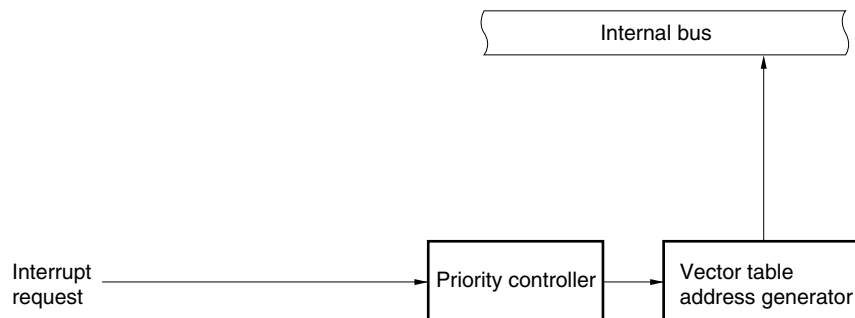 Internal bus
Interrupt
request
Priority controller
Vector table
address generator